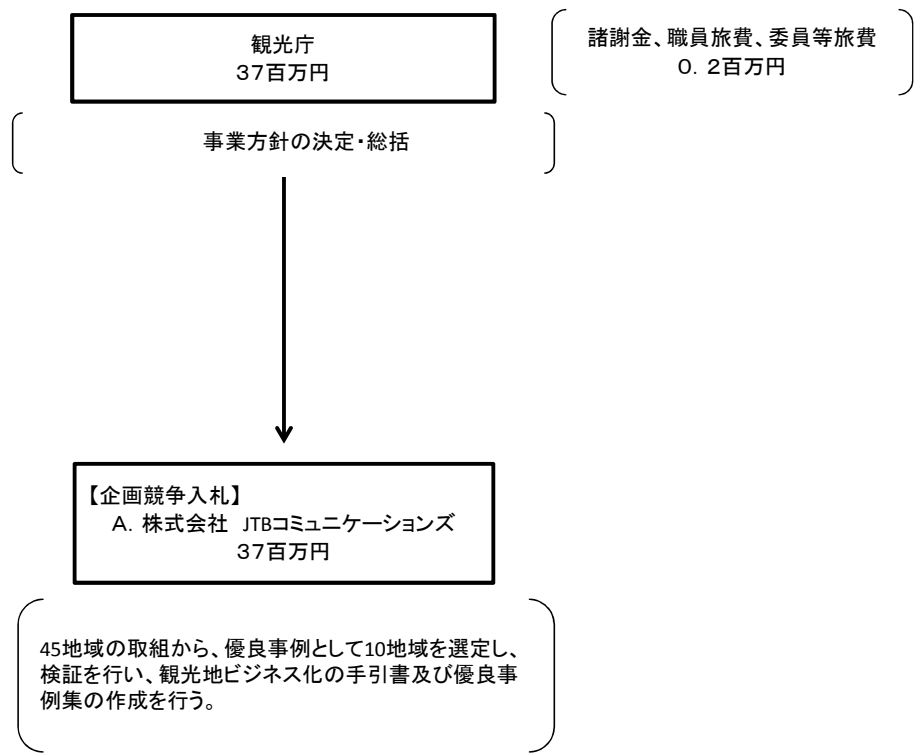 観光庁
３７百万円
諸謝金、職員旅費、委員等旅費
０．２百万円
事業方針の決定・総括
【企画競争入札】
Ａ．株式会社 JTBコミュニケーションズ
３７百万円
45地域の取組から、優良事例として10地域を選定し、
検証を行い、観光地ビジネス化の手引書及び優良事
例集の作成を行う。